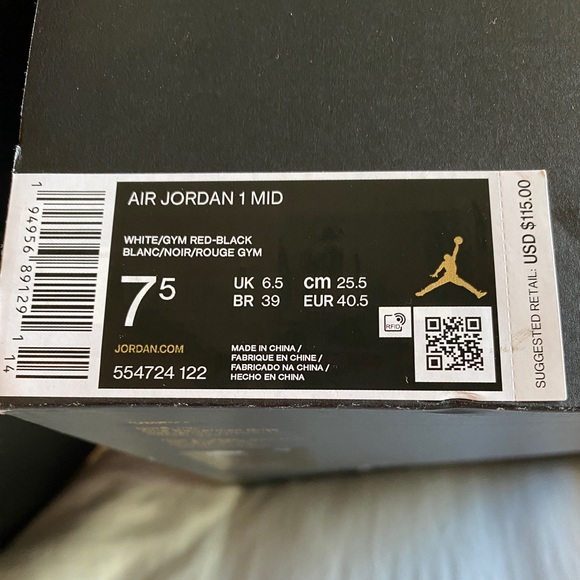 AIR JORDAN 1 MID
WHITE/GYM RED-BLACK
BLANC/NOIR/ROUGE GYM
7 5
UK 6.5 cm 25.5
BR 39 EUR 40.5
RFID
JORDAN.COM
554724 122
MADE IN CHINA /
FABRIQUE EN CHINE /
FABRICADO NA CHINA /
HECHO EN CHINA
1 94956 89129 1 14
SUGGESTED RETAIL: USD $115.00